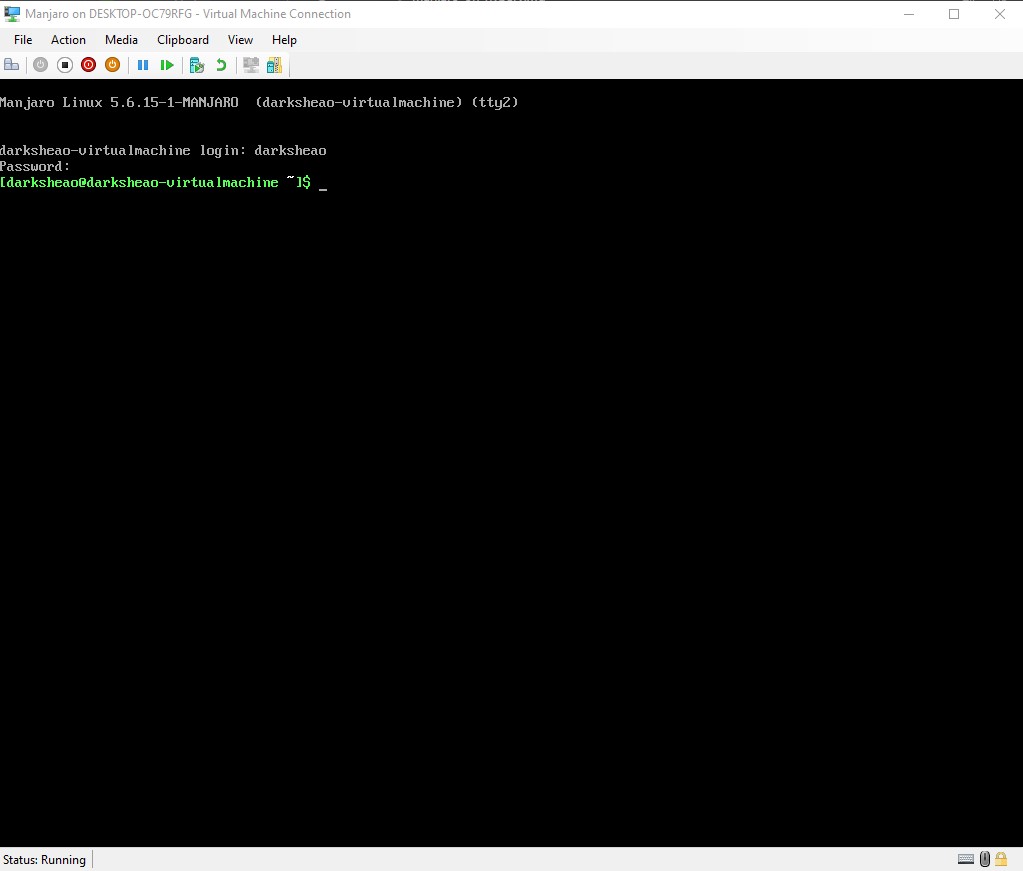 Manjaro on DESKTOP-OC79RFG - Virtual Machine Connection
File Action Media Clipboard View Help
Manjaro Linux 5.6.15-1-MANJARO  (darksheao-virtualmachine) (tty2)
darksheao-virtualmachine login: darksheao
Password:
[darksheao@darksheao-virtualmachine ~]$ _
Status: Running